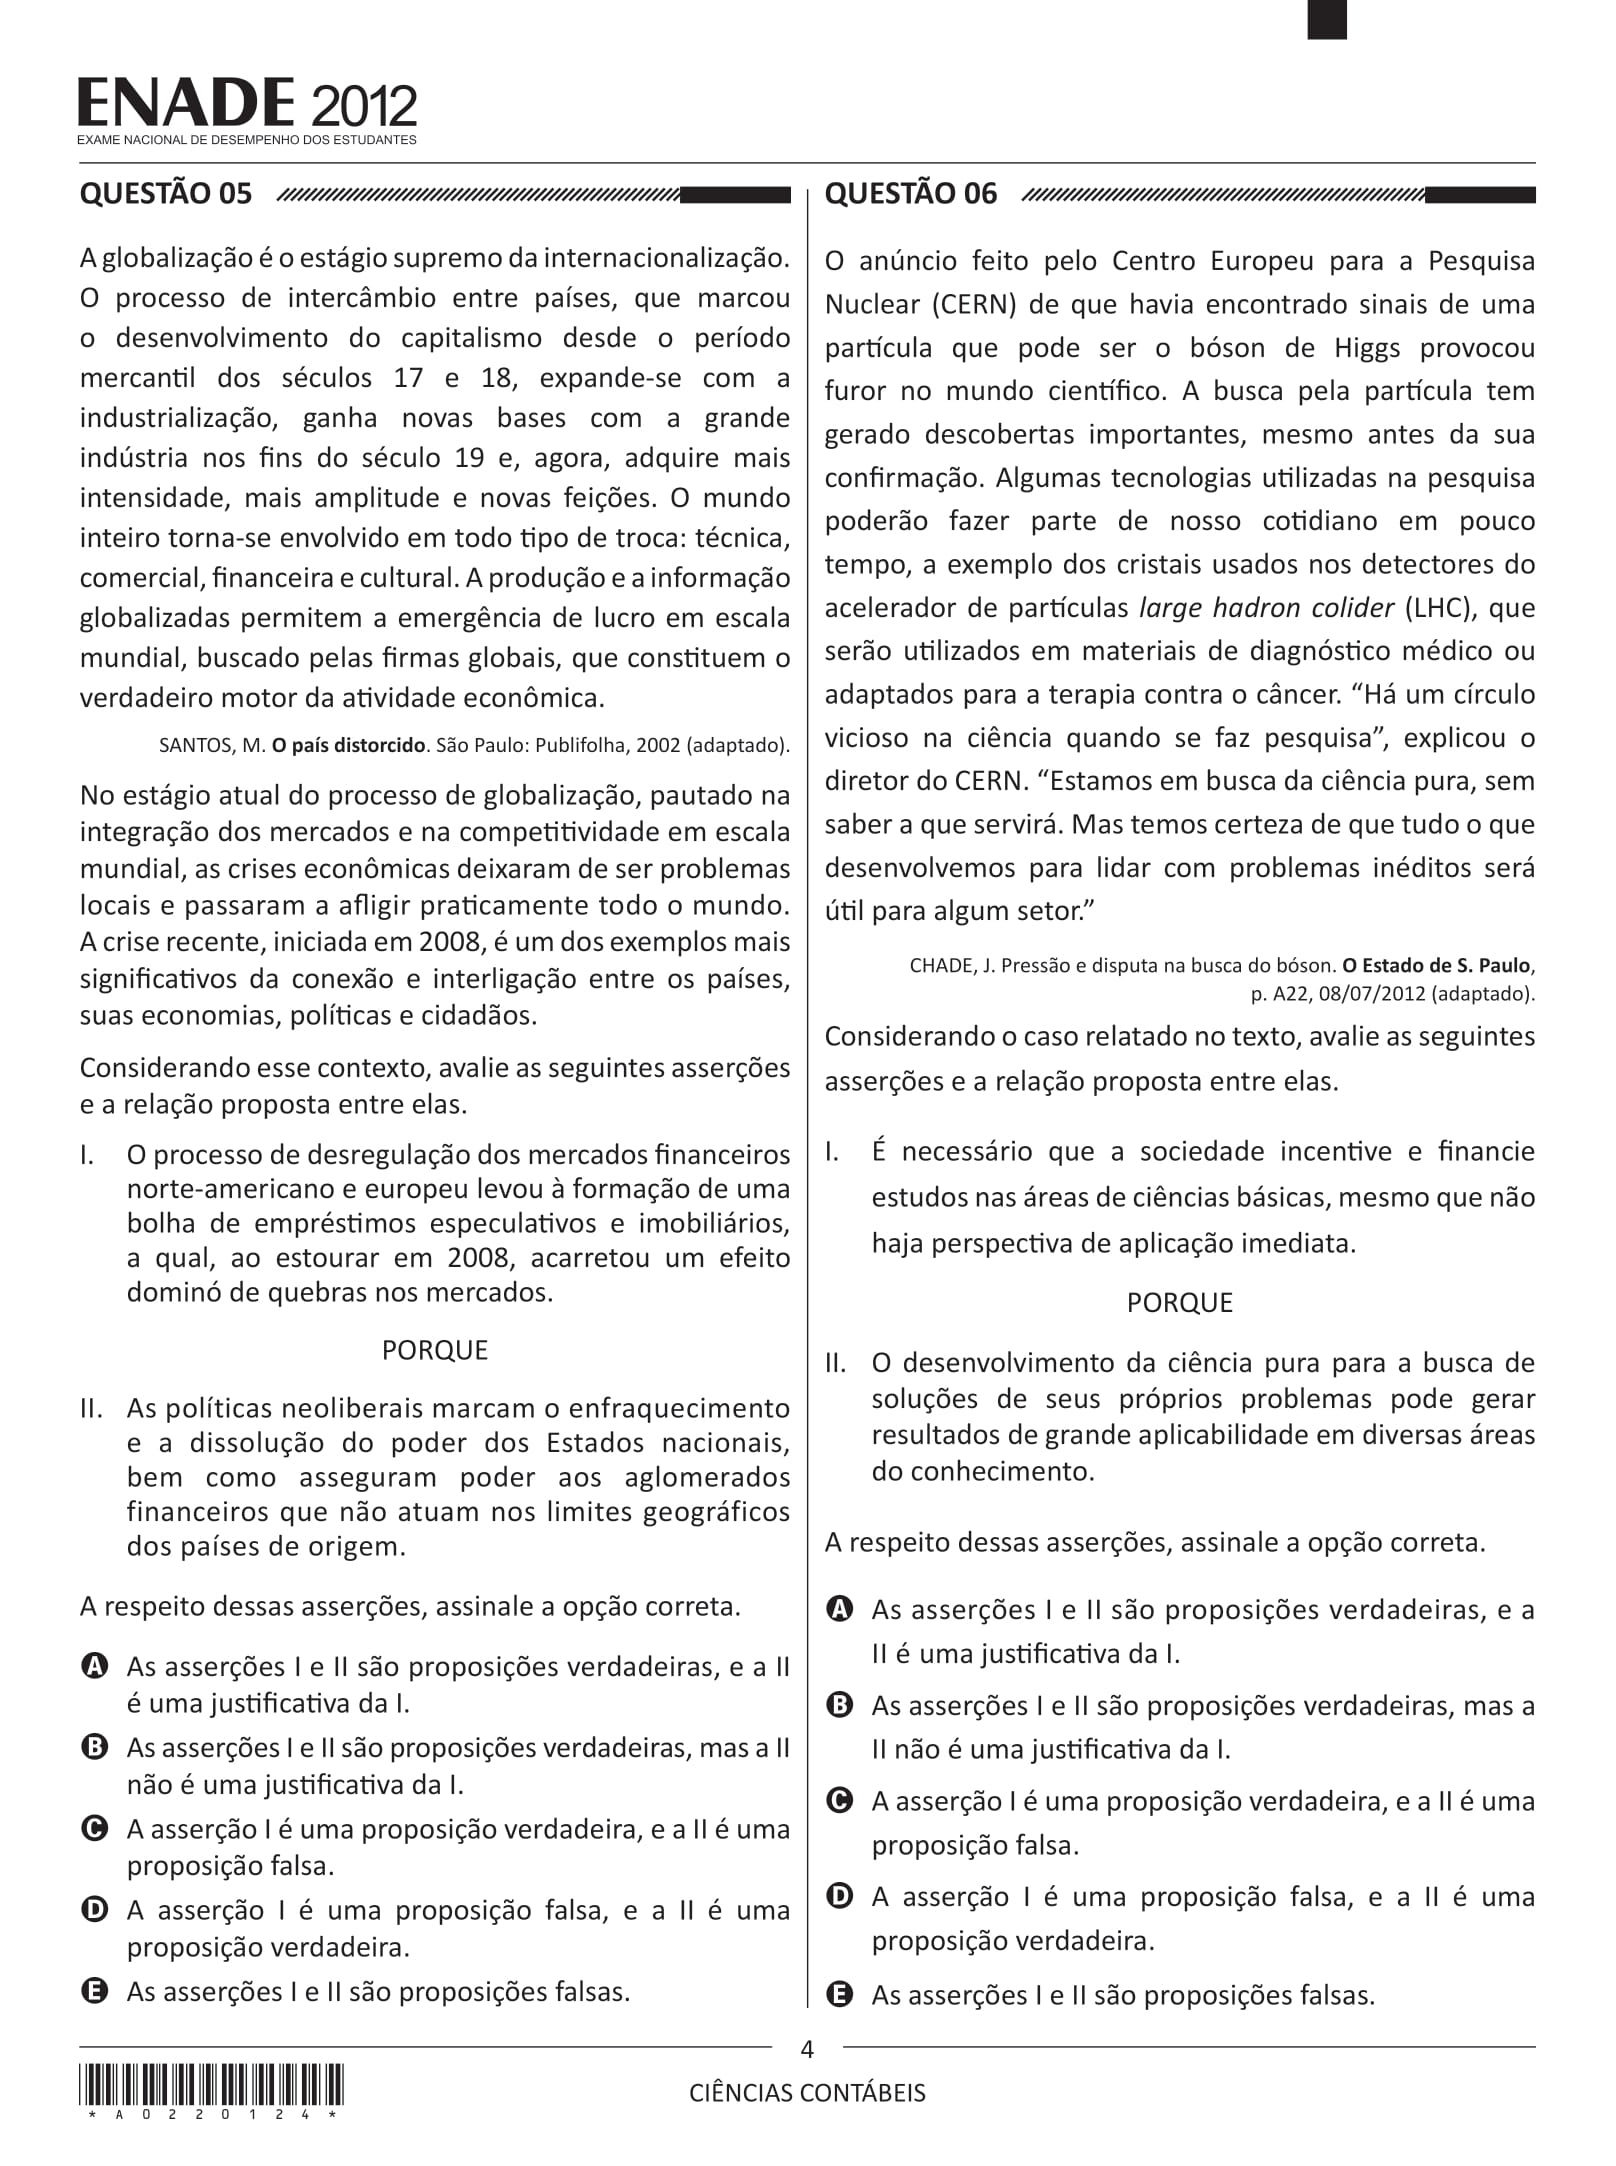 ENADE 2012
EXAME NACIONAL DE DESEMPENHO DOS ESTUDANTES
QUESTÃO 05
A globalização é o estágio supremo da internacionalização.
O processo de intercâmbio entre países, que marcou
o desenvolvimento do capitalismo desde o período
mercantil dos séculos 17 e 18, expande-se com a
industrialização, ganha novas bases com a grande
indústria nos fins do século 19 e, agora, adquire mais
intensidade, mais amplitude e novas feições. O mundo
inteiro torna-se envolvido em todo tipo de troca: técnica,
comercial, financeira e cultural. A produção e a informação
globalizadas permitem a emergência de lucro em escala
mundial, buscado pelas firmas globais, que constituem o
verdadeiro motor da atividade econômica.
SANTOS, M. O país distorcido. São Paulo: Publifolha, 2002 (adaptado).
No estágio atual do processo de globalização, pautado na
integração dos mercados e na competitividade em escala
mundial, as crises econômicas deixaram de ser problemas
locais e passaram a afligir praticamente todo o mundo.
A crise recente, iniciada em 2008, é um dos exemplos mais
significativos da conexão e interligação entre os países,
suas economias, políticas e cidadãos.
Considerando esse contexto, avalie as seguintes asserções
e a relação proposta entre elas.
I. O processo de desregulação dos mercados financeiros
norte-americano e europeu levou à formação de uma
bolha de empréstimos especulativos e imobiliários,
a qual, ao estourar em 2008, acarretou um efeito
dominó de quebras nos mercados.
PORQUE
II. As políticas neoliberais marcam o enfraquecimento
e a dissolução do poder dos Estados nacionais,
bem como asseguram poder aos aglomerados
financeiros que não atuam nos limites geográficos
dos países de origem.
A respeito dessas asserções, assinale a opção correta.
A As asserções I e II são proposições verdadeiras, e a II
é uma justificativa da I.
B As asserções I e II são proposições verdadeiras, mas a II
não é uma justificativa da I.
C A asserção I é uma proposição verdadeira, e a II é uma
proposição falsa.
D A asserção I é uma proposição falsa, e a II é uma
proposição verdadeira.
E As asserções I e II são proposições falsas.
QUESTÃO 06
O anúncio feito pelo Centro Europeu para a Pesquisa
Nuclear (CERN) de que havia encontrado sinais de uma
partícula que pode ser o bóson de Higgs provocou
furor no mundo científico. A busca pela partícula tem
gerado descobertas importantes, mesmo antes da sua
confirmação. Algumas tecnologias utilizadas na pesquisa
poderão fazer parte de nosso cotidiano em pouco
tempo, a exemplo dos cristais usados nos detectores do
acelerador de partículas large hadron colider (LHC), que
serão utilizados em materiais de diagnóstico médico ou
adaptados para a terapia contra o câncer. “Há um círculo
vicioso na ciência quando se faz pesquisa”, explicou o
diretor do CERN. “Estamos em busca da ciência pura, sem
saber a que servirá. Mas temos certeza de que tudo o que
desenvolvemos para lidar com problemas inéditos será
útil para algum setor.”
CHADE, J. Pressão e disputa na busca do bóson. O Estado de S. Paulo,
p. A22, 08/07/2012 (adaptado).
Considerando o caso relatado no texto, avalie as seguintes
asserções e a relação proposta entre elas.
I. É necessário que a sociedade incentive e financie
estudos nas áreas de ciências básicas, mesmo que não
haja perspectiva de aplicação imediata.
PORQUE
II. O desenvolvimento da ciência pura para a busca de
soluções de seus próprios problemas pode gerar
resultados de grande aplicabilidade em diversas áreas
do conhecimento.
A respeito dessas asserções, assinale a opção correta.
A As asserções I e II são proposições verdadeiras, e a
II é uma justificativa da I.
B As asserções I e II são proposições verdadeiras, mas a
II não é uma justificativa da I.
C A asserção I é uma proposição verdadeira, e a II é uma
proposição falsa.
D A asserção I é uma proposição falsa, e a II é uma
proposição verdadeira.
E As asserções I e II são proposições falsas.
4
CIÊNCIAS CONTÁBEIS
* A 0 2 2 0 1 2 4 *